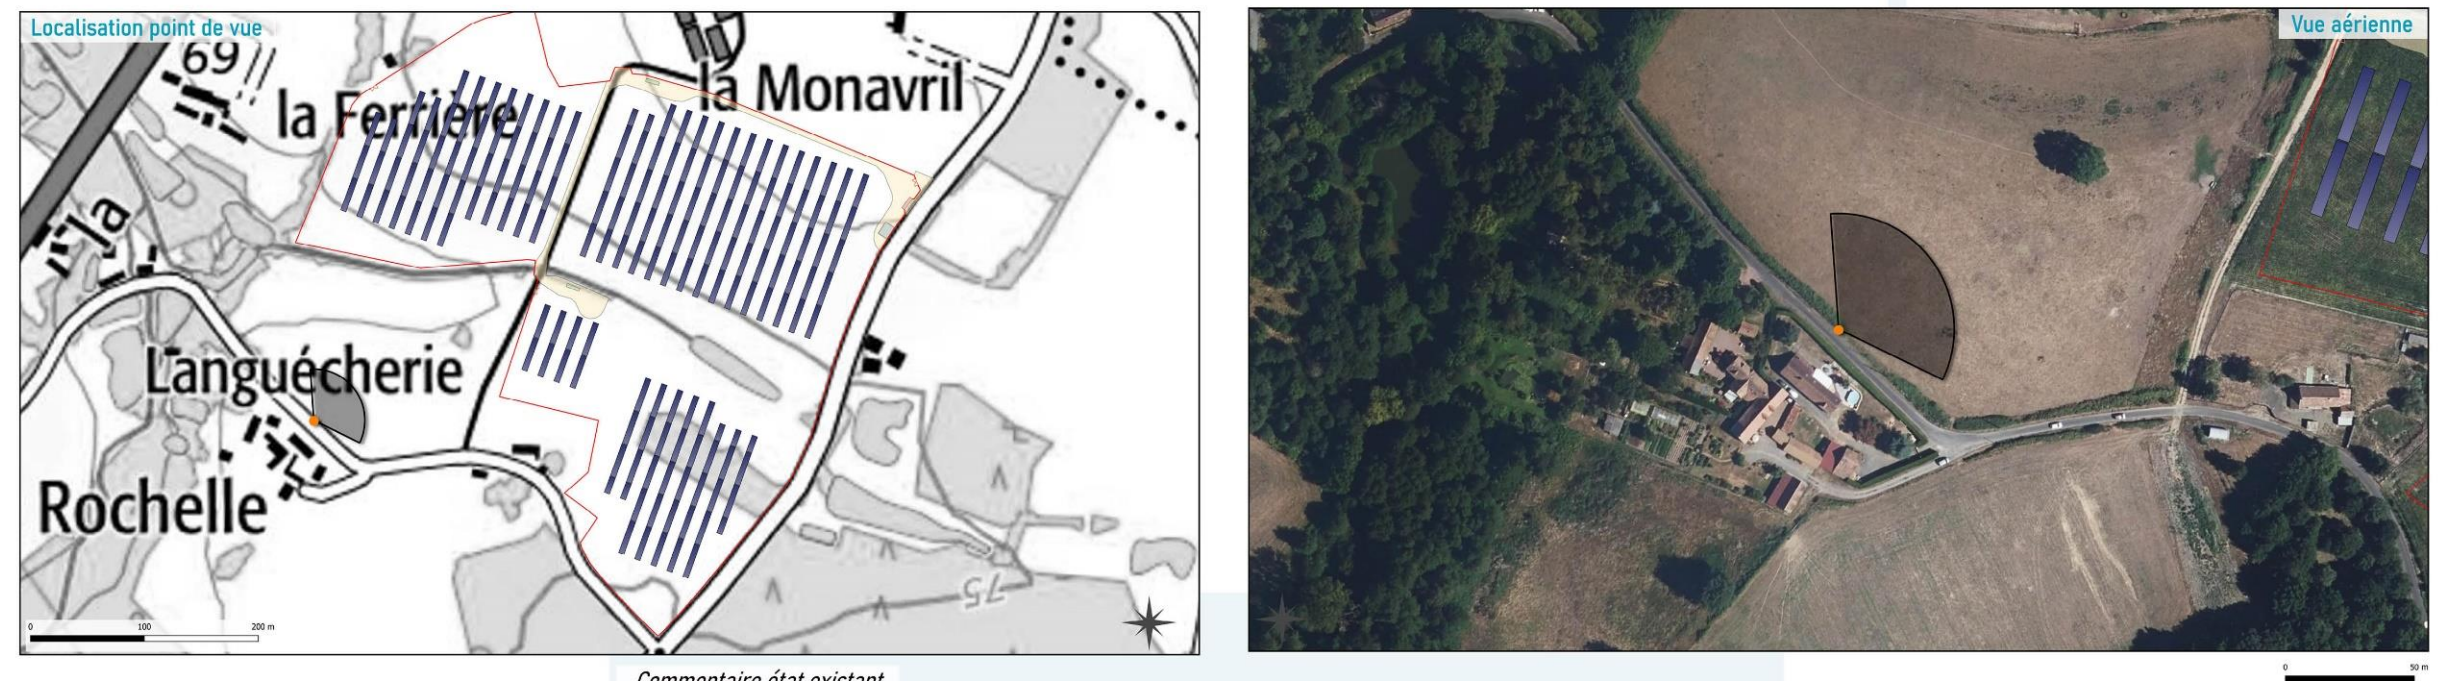 Localisation point de vue
69
la Ferrière
la Monavril
la
Languécherie
Rochelle
75
0 100 200 m
Vue aérienne
0 50 m
Commentaire état existant